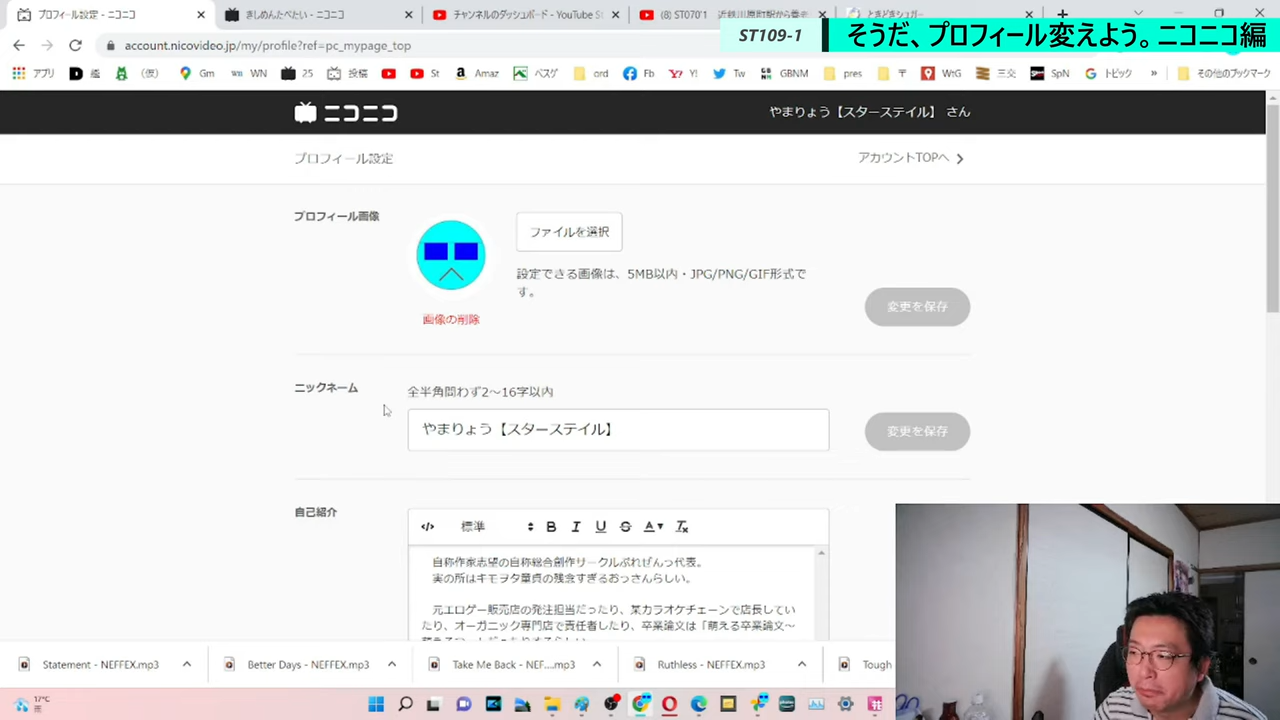 プロフィール設定 - ニコニコ
きしめんたべたい - ニコニコ
チャンネルのダッシュボード - YouTube St
ときどきシュガー
ST109-1
そうだ、プロフィール変えよう。ニコニコ編
account.nicovideo.jp/my/profile?ref=pc_mypage_top
アプリ
艦
(仮)
Gm
WN
25
投稿
St
Amaz
ベスゲ
ord
Fb
Y!
Tw
GBNM
pres
〒
WtG
三交
SpN
トピック
»
その他のブックマーク
ニコニコ
やまりょう【スターステイル】 さん
プロフィール設定
アカウントTOPへ
プロフィール画像
ファイルを選択
設定できる画像は、5MB以内・JPG/PNG/GIF形式で
す。
変更を保存
画像の削除
ニックネーム
全半角問わず2～16字以内
やまりょう【スターステイル】
変更を保存
自己紹介
標準
自称作家志望の自称総合創作サークルぷれぜんっ代表。
実の所はキモヲタ童貞の残念すぎるおっさんらしい。
元エロゲー販売店の発注担当だったり、某カラオケチェーンで店長してい
たり、オーガニック専門店で責任者したり、卒業論文は「萌える卒業論文～
Statement - NEFFEX.mp3
Better Days - NEFFEX.mp3
Take Me Back - NEF....mp3
Ruthless - NEFFEX.mp3
Tough
17℃